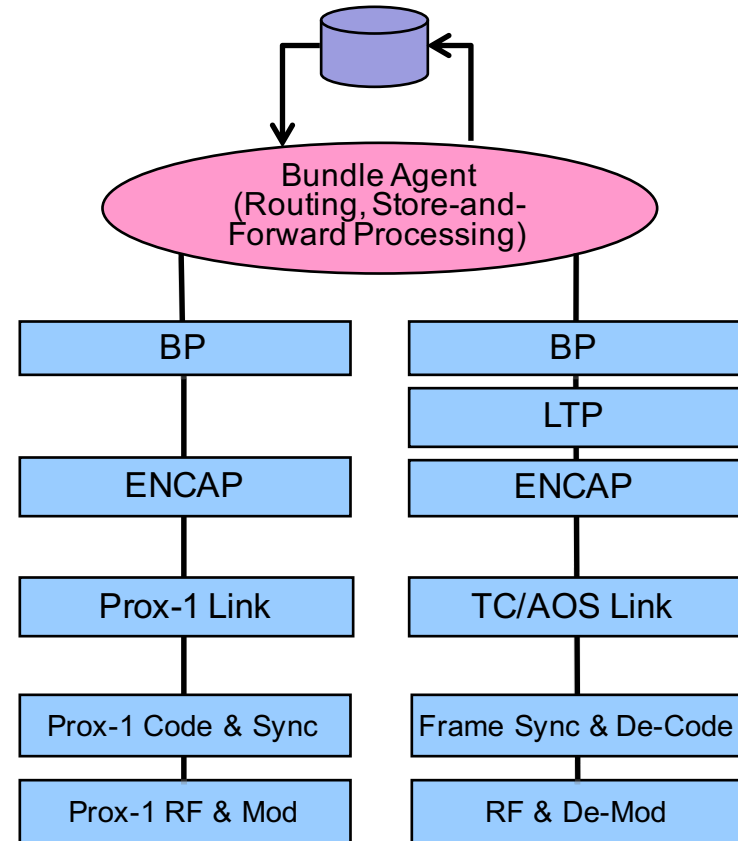 Bundle Agent
(Routing, Store-and-
Forward Processing)
BP
BP
LTP
ENCAP
ENCAP
Prox-1 Link
TC/AOS Link
Prox-1 Code & Sync
Frame Sync & De-Code
Prox-1 RF & Mod
RF & De-Mod